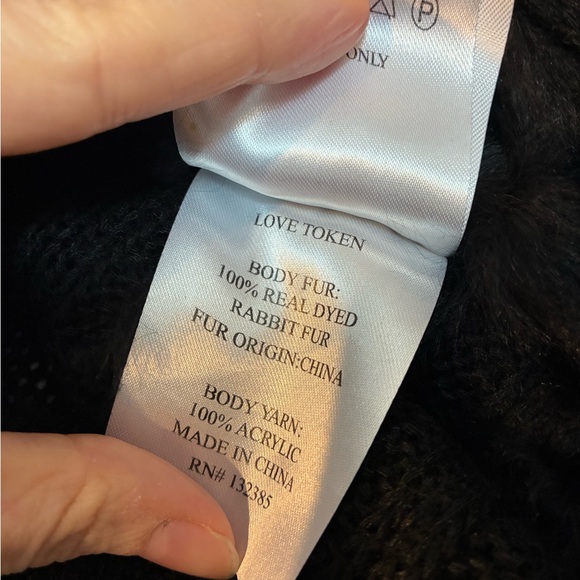 P
ONLY
LOVE TOKEN
BODY FUR:
100% REAL DYED
RABBIT FUR
FUR ORIGIN:CHINA
BODY YARN:
100% ACRYLIC
MADE IN CHINA
RN# 132385